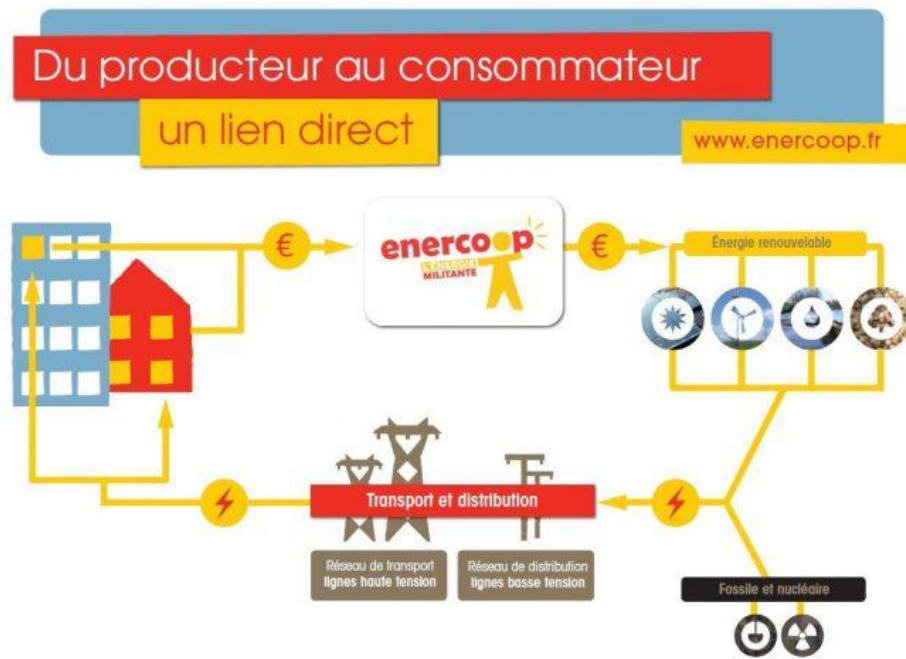 Du producteur au consommateur
un lien direct
www.enercoop.fr
€
enercoop
L'ÉNERGIE
MILITANTE
€
Énergie renouvelable
Transport et distribution
Réseau de transport
lignes haute tension
Réseau de distribution
lignes basse tension
Fossile et nucléaire